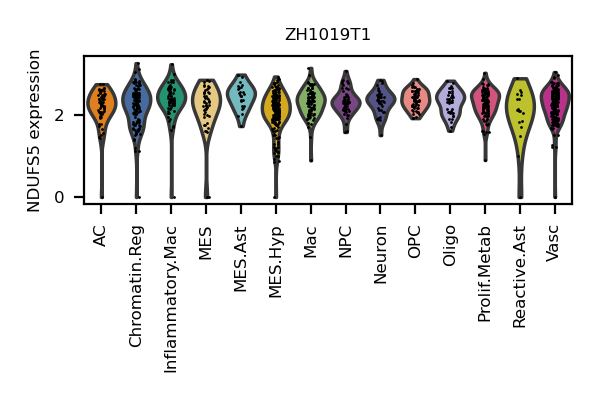 ZH1019T1
NDUFS5 expression
2
0
AC
Chromatin.Reg
Inflammatory.Mac
MES
MES.Ast
MES.Hyp
Mac
NPC
Neuron
OPC
Oligo
Prolif.Metab
Reactive.Ast
Vasc